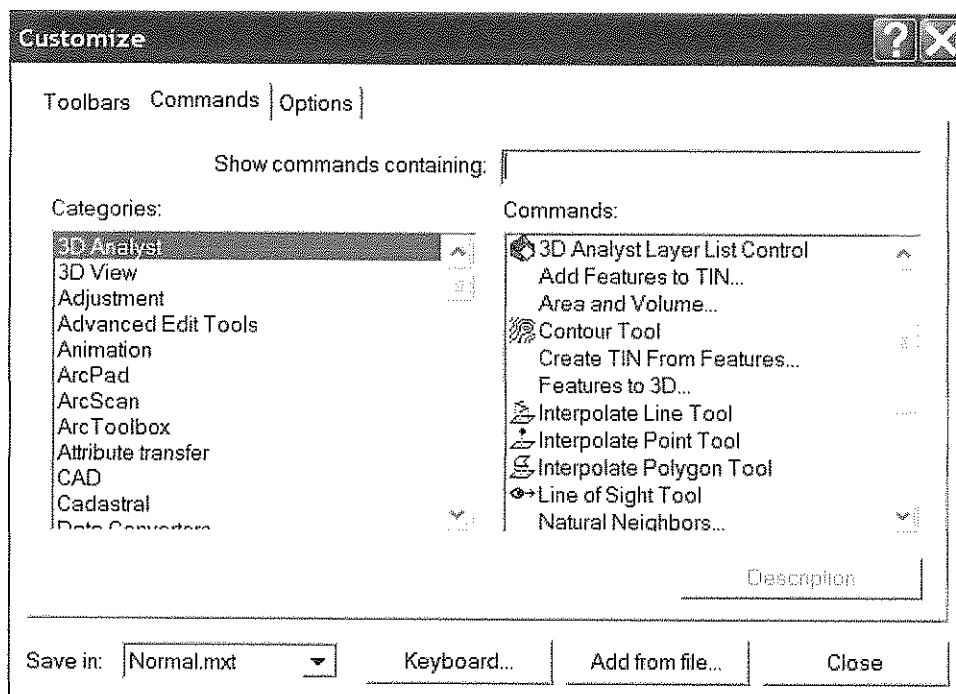 Customize
Toolbars Commands Options
Show commands containing:
Categories:
3D Analyst
3D View
Adjustment
Advanced Edit Tools
Animation
ArcPad
ArcScan
ArcToolbox
Attribute transfer
CAD
Cadastral
Data Converters
Commands:
3D Analyst Layer List Control
Add Features to TIN...
Area and Volume...
Contour Tool
Create TIN From Features...
Features to 3D...
Interpolate Line Tool
Interpolate Point Tool
Interpolate Polygon Tool
Line of Sight Tool
Natural Neighbors...
Description
Save in: Normal.mxt Keyboard... Add from file... Close